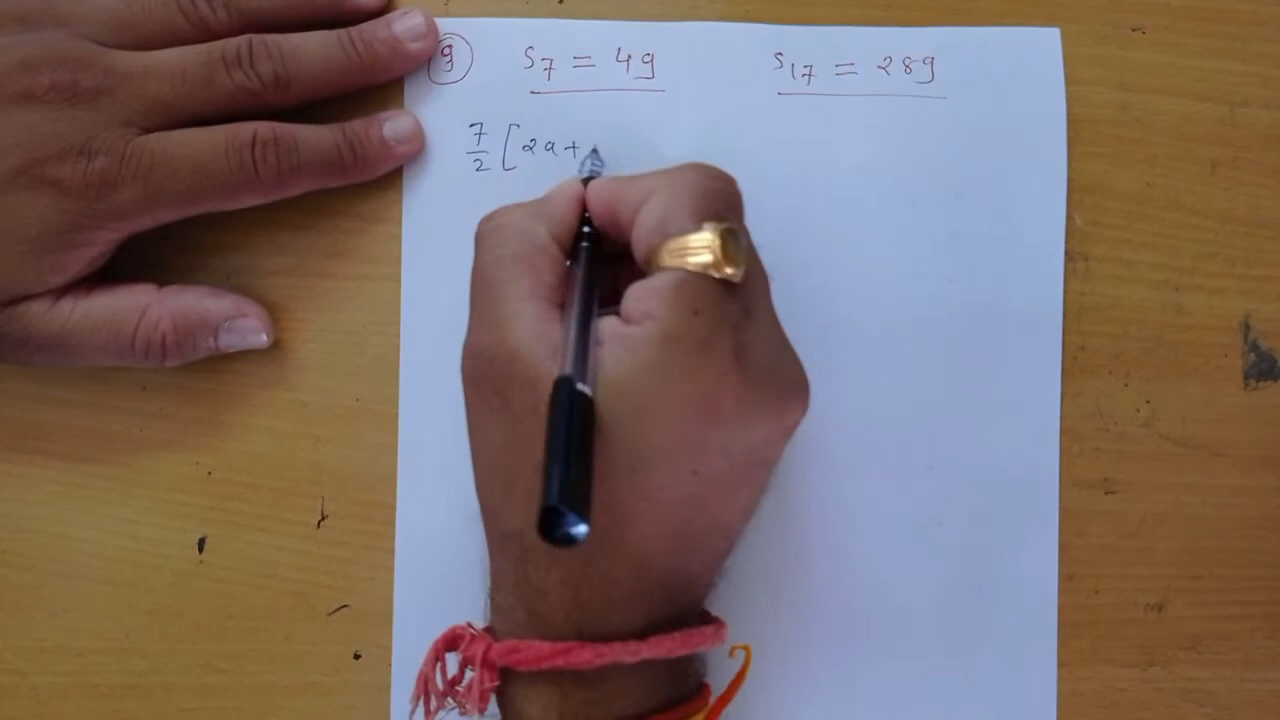 9 S₇ = 49 S₁₇ = 289
7/2 [2a+